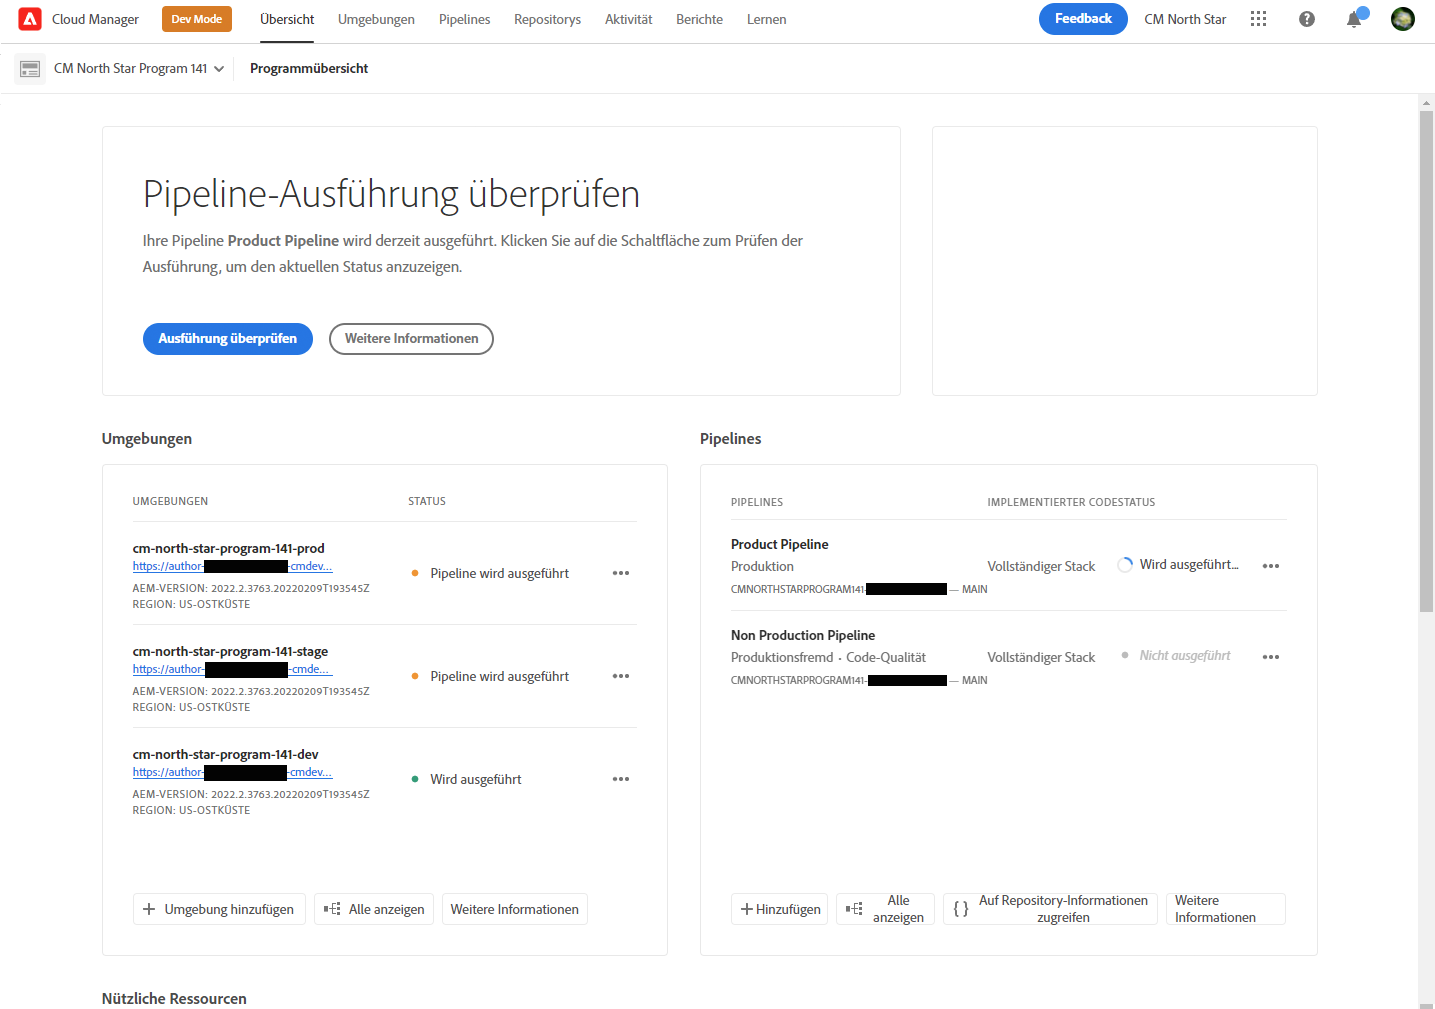 Cloud Manager
Dev Mode
Übersicht
Umgebungen
Pipelines
Repositorys
Aktivität
Berichte
Lernen
Feedback
CM North Star
CM North Star Program 141
Programmübersicht
Pipeline-Ausführung überprüfen
Ihre Pipeline Product Pipeline wird derzeit ausgeführt. Klicken Sie auf die Schaltfläche zum Prüfen der
Ausführung, um den aktuellen Status anzuzeigen.
Ausführung überprüfen
Weitere Informationen
Umgebungen
UMGEBUNGEN
STATUS
cm-north-star-program-141-prod
https://author-
-cmdev...
Pipeline wird ausgeführt
AEM-VERSION: 2022.2.3763.20220209T193545Z
REGION: US-OSTKÜSTE
cm-north-star-program-141-stage
https://author-
-cmde...
Pipeline wird ausgeführt
AEM-VERSION: 2022.2.3763.20220209T193545Z
REGION: US-OSTKÜSTE
cm-north-star-program-141-dev
https://author-
-cmdev...
Wird ausgeführt
AEM-VERSION: 2022.2.3763.20220209T193545Z
REGION: US-OSTKÜSTE
Umgebung hinzufügen
Alle anzeigen
Weitere Informationen
Pipelines
PIPELINES
IMPLEMENTIERTER CODESTATUS
Product Pipeline
Produktion
Vollständiger Stack
Wird ausgeführt...
CMNORTHSTARPROGRAM141-
— MAIN
Non Production Pipeline
Produktionsfremd · Code-Qualität
Vollständiger Stack
Nicht ausgeführt
CMNORTHSTARPROGRAM141-
— MAIN
Hinzufügen
Alle
anzeigen
Auf Repository-Informationen
zugreifen
Weitere
Informationen
Nützliche Ressourcen